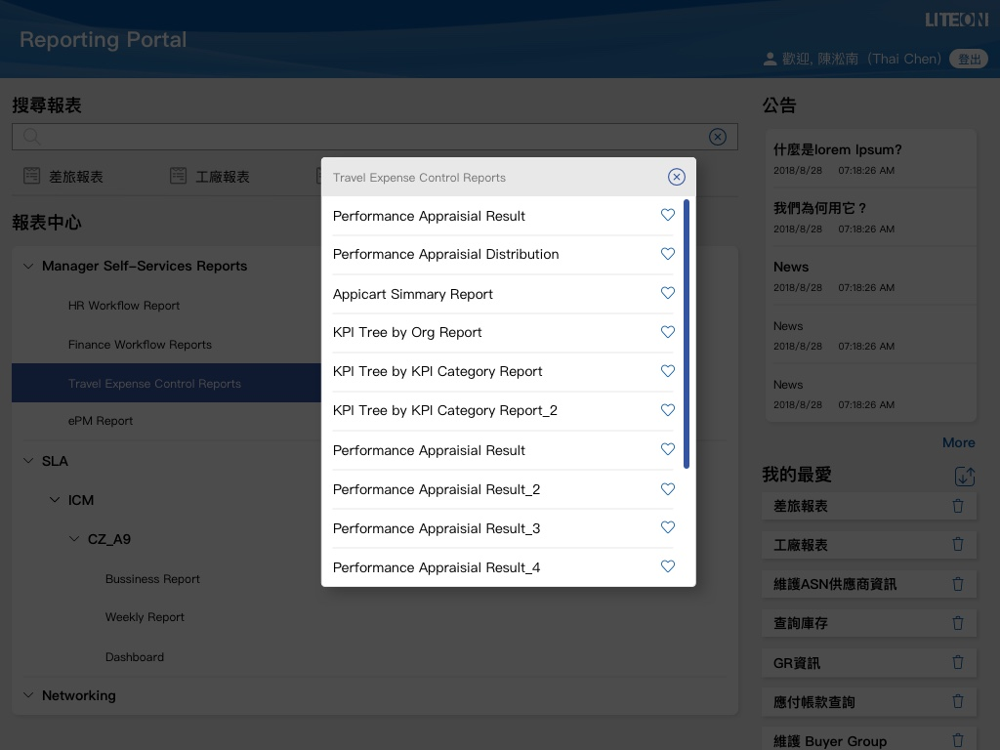 LITEON
Reporting Portal
歡迎, 陳淞南 (Thai Chen)
登出
搜尋報表
差旅報表
工廠報表
報表中心
Manager Self-Services Reports
HR Workflow Report
Finance Workflow Reports
Travel Expense Control Reports
ePM Report
SLA
ICM
CZ_A9
Bussiness Report
Weekly Report
Dashboard
Networking
Travel Expense Control Reports
Performance Appraisial Result
Performance Appraisial Distribution
Appicart Simmary Report
KPI Tree by Org Report
KPI Tree by KPI Category Report
KPI Tree by KPI Category Report_2
Performance Appraisial Result
Performance Appraisial Result_2
Performance Appraisial Result_3
Performance Appraisial Result_4
公告
什麼是lorem Ipsum?
2018/8/28 07:18:26 AM
我們為何用它？
2018/8/28 07:18:26 AM
News
2018/8/28 07:18:26 AM
News
2018/8/28 07:18:26 AM
News
2018/8/28 07:18:26 AM
More
我的最愛
差旅報表
工廠報表
維護ASN供應商資訊
查詢庫存
GR資訊
應付帳款查詢
維護 Buyer Group